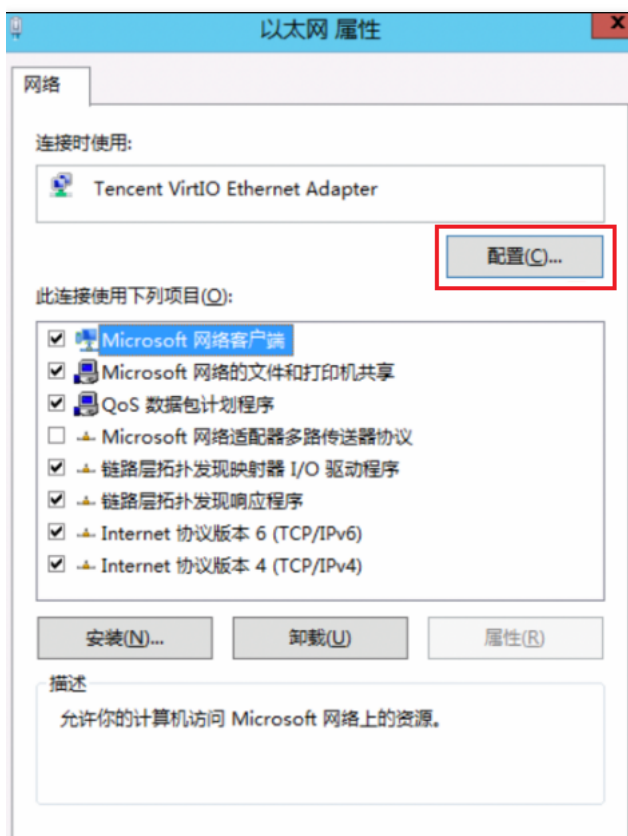 以太网 属性
网络
连接时使用:
Tencent VirtIO Ethernet Adapter
配置(C)...
此连接使用下列项目(O):
Microsoft 网络客户端
Microsoft 网络的文件和打印机共享
QoS 数据包计划程序
Microsoft 网络适配器多路传送器协议
链路层拓扑发现映射器 I/O 驱动程序
链路层拓扑发现响应程序
Internet 协议版本 6 (TCP/IPv6)
Internet 协议版本 4 (TCP/IPv4)
安装(N)... 卸载(U) 属性(R)
描述
允许你的计算机访问 Microsoft 网络上的资源。